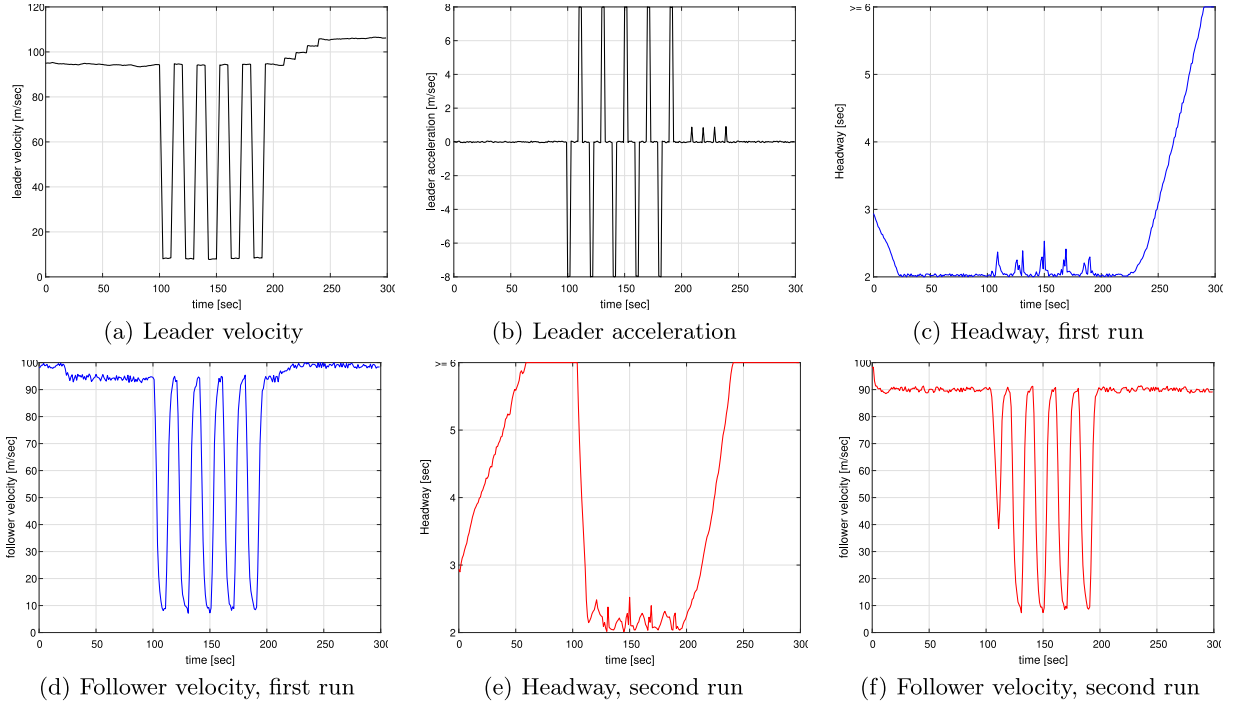 120
100
80
60
40
20
0
0 50 100 150 200 250 300
leader velocity [m/sec]
time [sec]
(a) Leader velocity
8
6
4
2
0
-2
-4
-6
-8
0 50 100 150 200 250 300
leader acceleration [m/sec]
time [sec]
(b) Leader acceleration
>= 6
5
4
3
2
0 50 100 150 200 250 300
Headway [sec]
time [sec]
(c) Headway, first run
100
90
80
70
60
50
40
30
20
10
0
0 50 100 150 200 250 300
follower velocity [m/sec]
time [sec]
(d) Follower velocity, first run
>= 6
5
4
3
2
0 50 100 150 200 250 300
Headway [sec]
time [sec]
(e) Headway, second run
100
90
80
70
60
50
40
30
20
10
0
0 50 100 150 200 250 300
follower velocity [m/sec]
time [sec]
(f) Follower velocity, second run